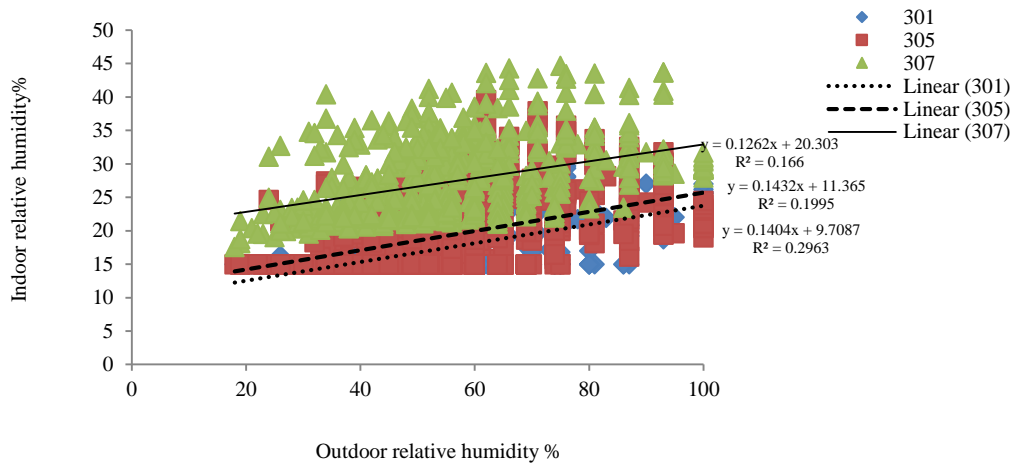 50
45
40
35
30
25
20
15
10
5
0
0
20
40
60
80
100
Indoor relative humidity%
Outdoor relative humidity %
301
305
307
Linear (301)
Linear (305)
Linear (307)
y = 0.1262x + 20.303
R² = 0.166
y = 0.1432x + 11.365
R² = 0.1995
y = 0.1404x + 9.7087
R² = 0.2963